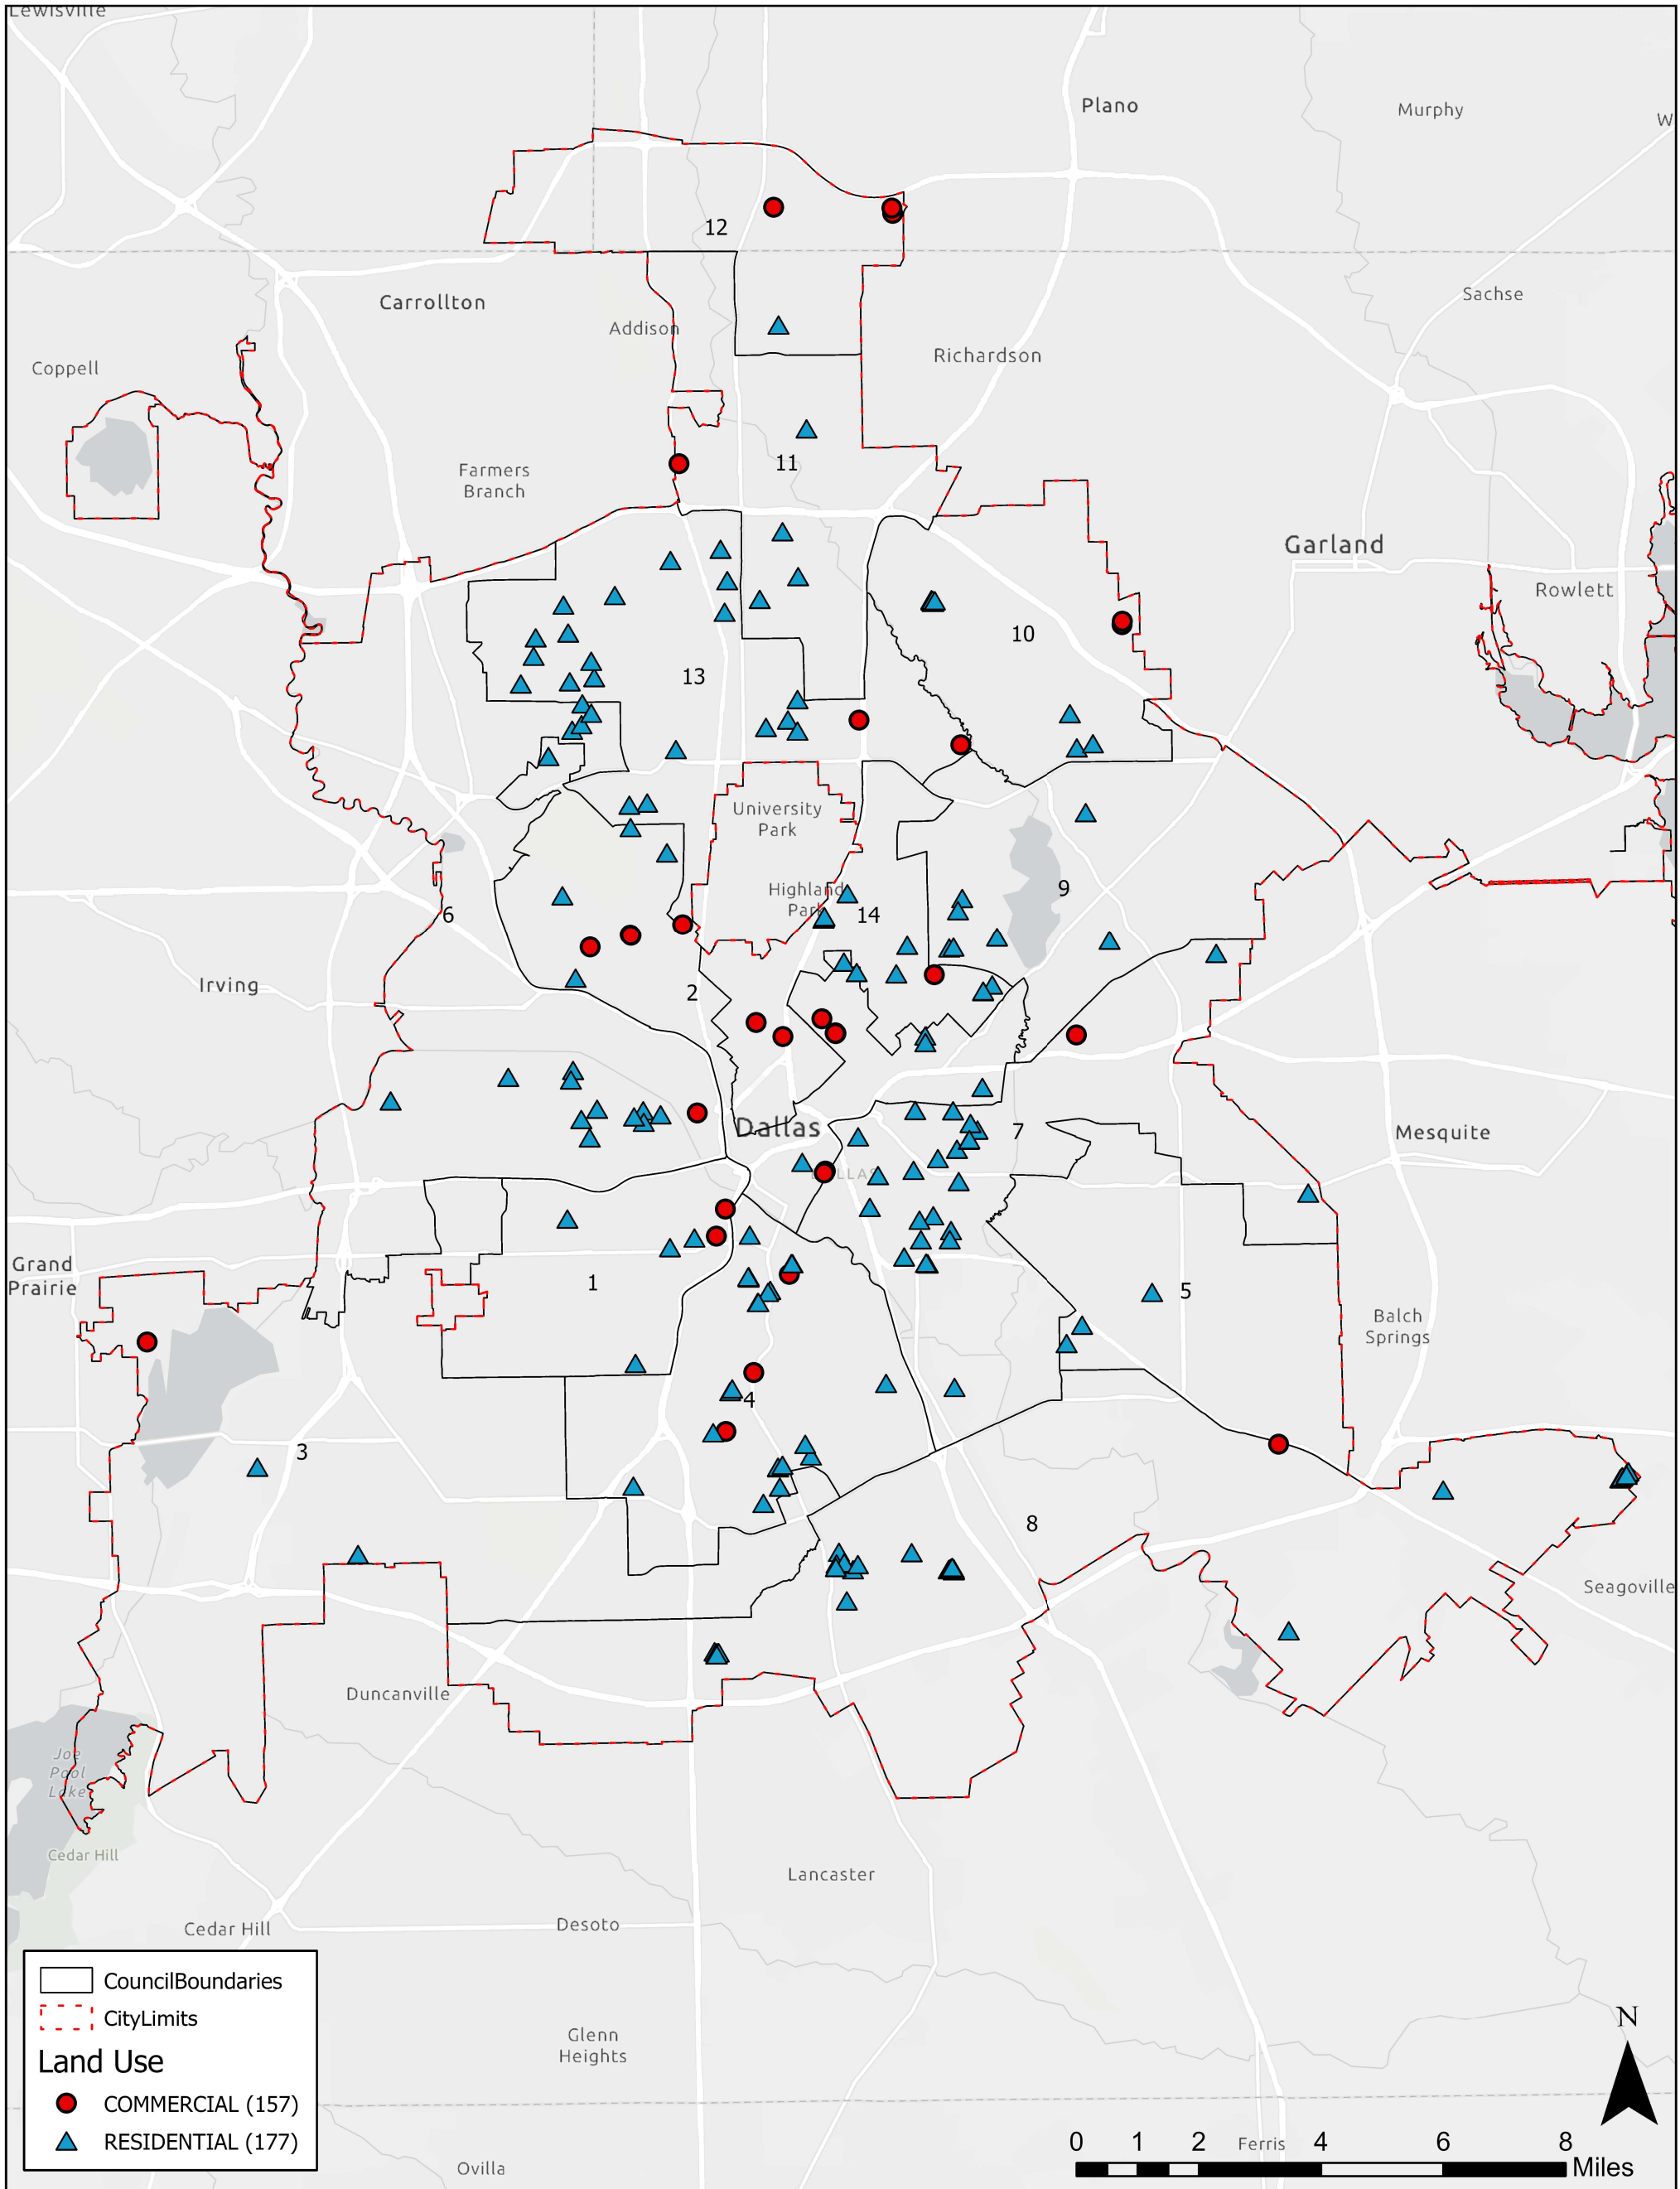 Lewisville
Plano
Murphy
W
12
Carrollton
Sachse
Addison
Richardson
Coppell
11
Farmers
Branch
Garland
Rowlett
10
13
University
Park
Highland
Park
9
14
6
Irving
2
Dallas
7
Mesquite
Grand
Prairie
1
5
Balch
Springs
4
3
8
Seagoville
Duncanville
Joe
Pool
Lake
Cedar Hill
Lancaster
Cedar Hill
Desoto
CouncilBoundaries
CityLimits
Land Use
COMMERCIAL (157)
RESIDENTIAL (177)
Glenn
Heights
N
Ovilla
Ferris
0 1 2 4 6 8
Miles